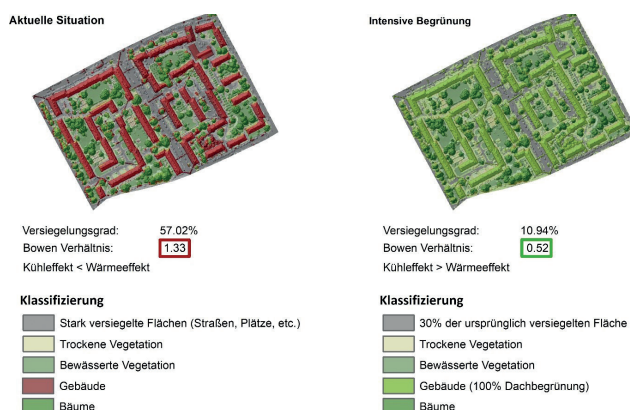 Aktuelle Situation
Versiegelungsgrad: 57.02%
Bowen Verhältnis: 1.33
Kühleffekt < Wärmeeffekt
Klassifizierung
Stark versiegelte Flächen (Straßen, Plätze, etc.)
Trockene Vegetation
Bewässerte Vegetation
Gebäude
Bäume
Intensive Begrünung
Versiegelungsgrad: 10.94%
Bowen Verhältnis: 0.52
Kühleffekt > Wärmeeffekt
Klassifizierung
30% der ursprünglich versiegelten Fläche
Trockene Vegetation
Bewässerte Vegetation
Gebäude (100% Dachbegrünung)
Bäume